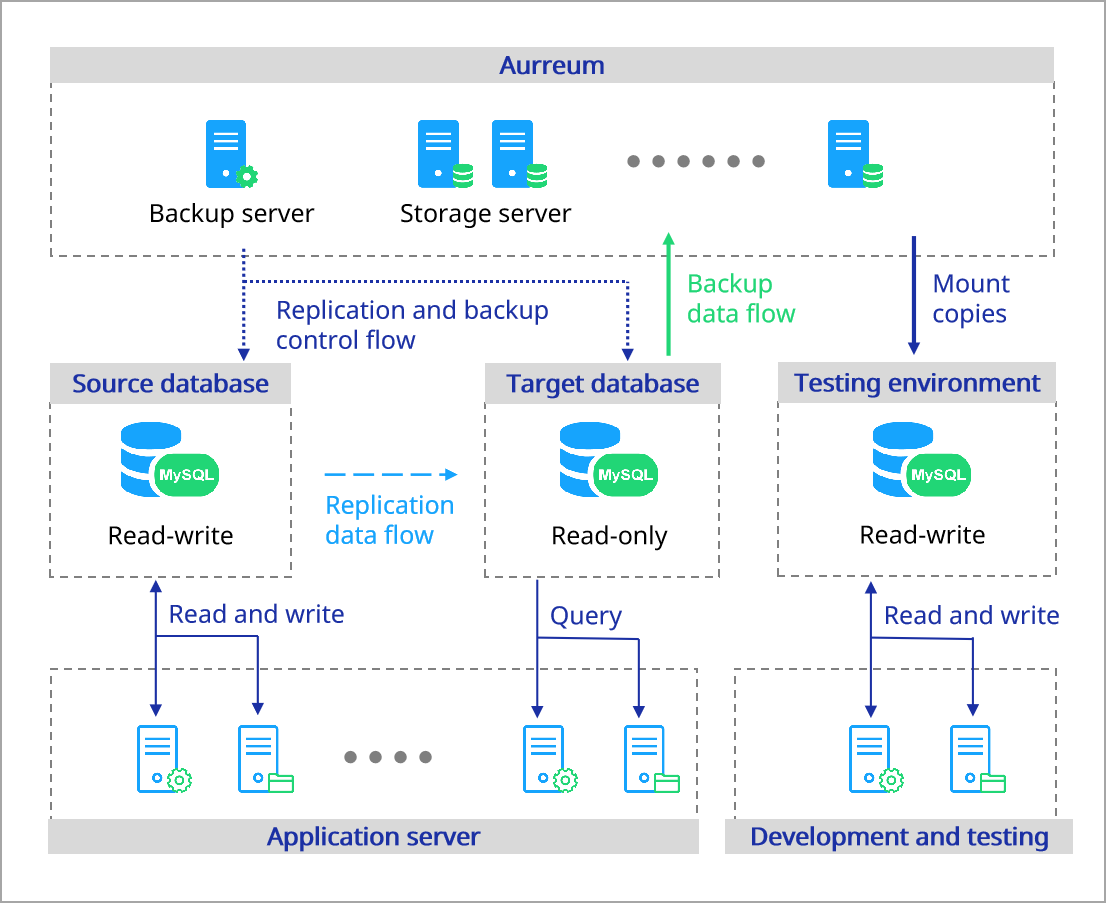 Aurreum
Backup server
Storage server
Replication and backup
control flow
Backup
data flow
Mount
copies
Source database
Target database
Testing environment
MySQL
MySQL
MySQL
Read-write
Replication
data flow
Read-only
Read-write
Read and write
Query
Read and write
Application server
Development and testing